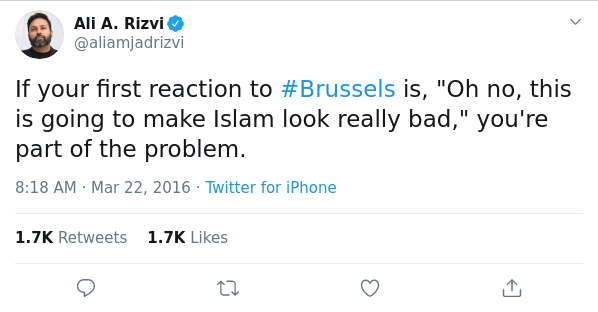 Ali A. Rizvi
@aliamjadrizvi
If your first reaction to #Brussels is, "Oh no, this
is going to make Islam look really bad," you're
part of the problem.
8:18 AM · Mar 22, 2016 · Twitter for iPhone
1.7K Retweets 1.7K Likes